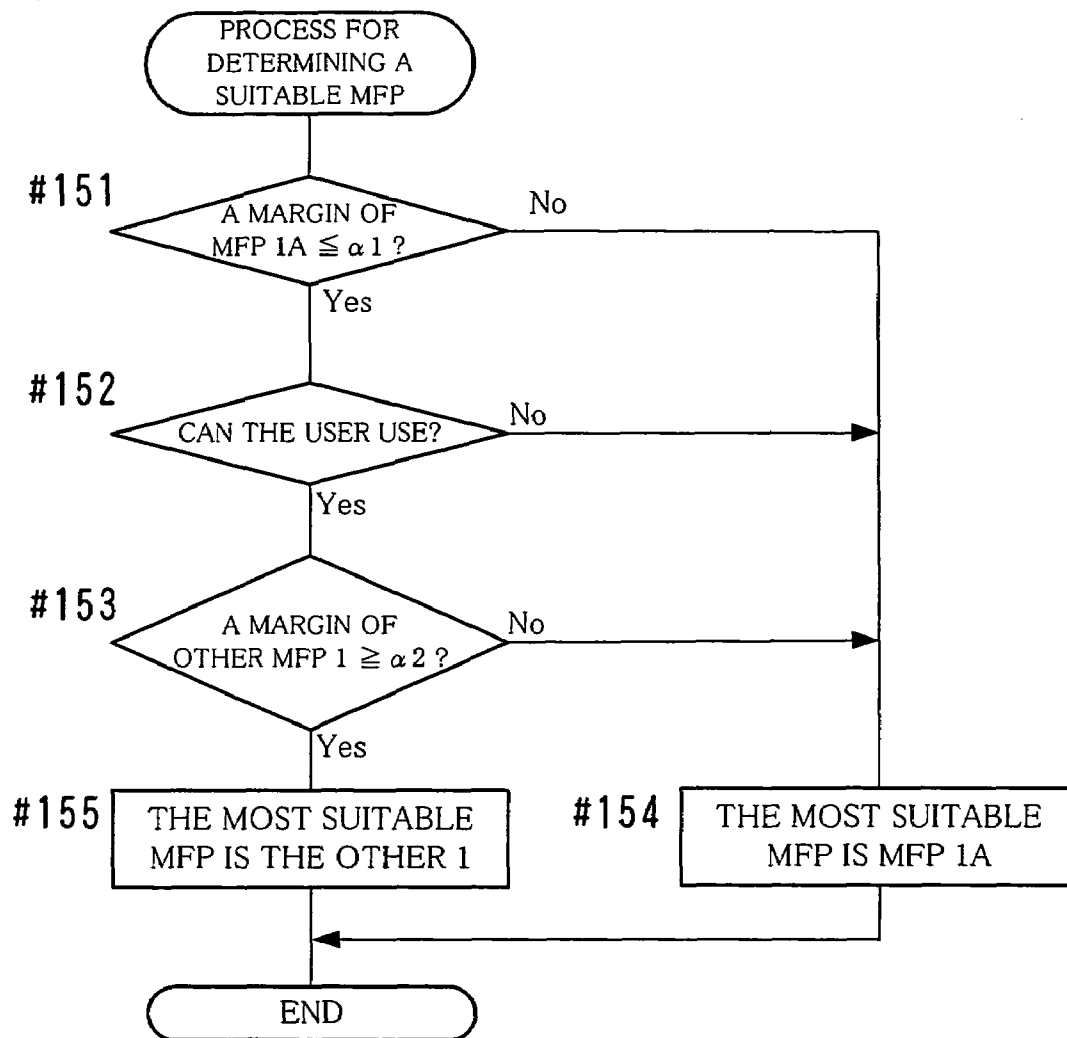 PROCESS FOR
DETERMINING A
SUITABLE MFP
#151
A MARGIN OF
MFP 1A ≦ α1 ?
No
Yes
#152
CAN THE USER USE?
No
Yes
#153
A MARGIN OF
OTHER MFP 1 ≧ α2 ?
No
Yes
#155
THE MOST SUITABLE
MFP IS THE OTHER 1
#154
THE MOST SUITABLE
MFP IS MFP 1A
END